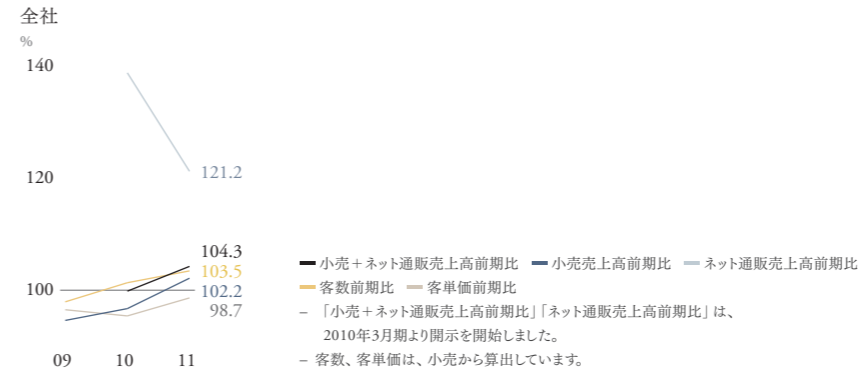 全社
%
140
120
121.2
104.3
103.5
100
102.2
98.7
09 10 11
小売＋ネット通販売上高前期比 小売売上高前期比 ネット通販売上高前期比
客数前期比 客単価前期比
– 「小売＋ネット通販売上高前期比」「ネット通販売上高前期比」は、
2010年3月期より開示を開始しました。
– 客数、客単価は、小売から算出しています。